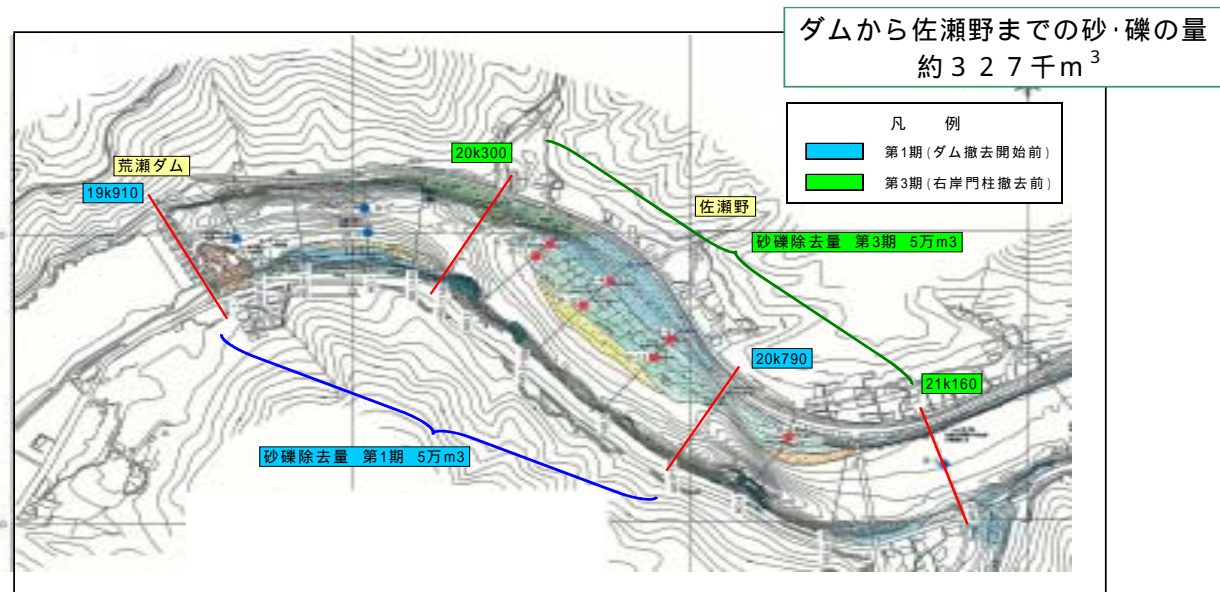 ダムから佐瀬野までの砂・礫の量
約327千m³
凡 例
第1期(ダム撤去開始前)
第3期(右岸門柱撤去前)
荒瀬ダム
19k910
20k300
佐瀬野
砂礫除去量 第3期 5万m3
20k790
21k160
砂礫除去量 第1期 5万m3